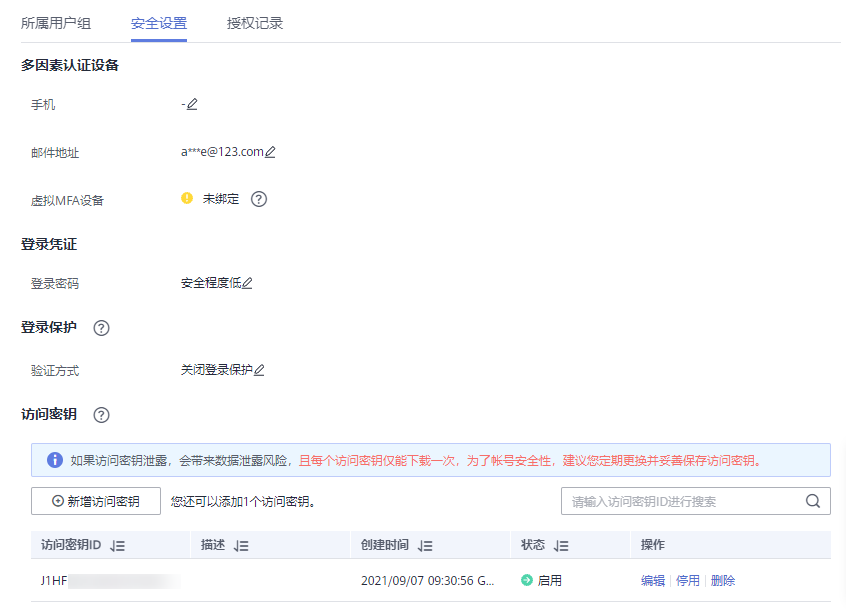 所属用户组 安全设置 授权记录
多因素认证设备
手机 -
邮件地址 a***e@123.com
虚拟MFA设备 未绑定
登录凭证
登录密码 安全程度低
登录保护
验证方式 关闭登录保护
访问密钥
如果访问密钥泄露，会带来数据泄露风险，且每个访问密钥仅能下载一次，为了帐号安全性，建议您定期更换并妥善保存访问密钥。
新增访问密钥 您还可以添加1个访问密钥。 请输入访问密钥ID进行搜索
访问密钥ID 描述 创建时间 状态 操作
J1HF 2021/09/07 09:30:56 G... 启用 编辑 停用 删除